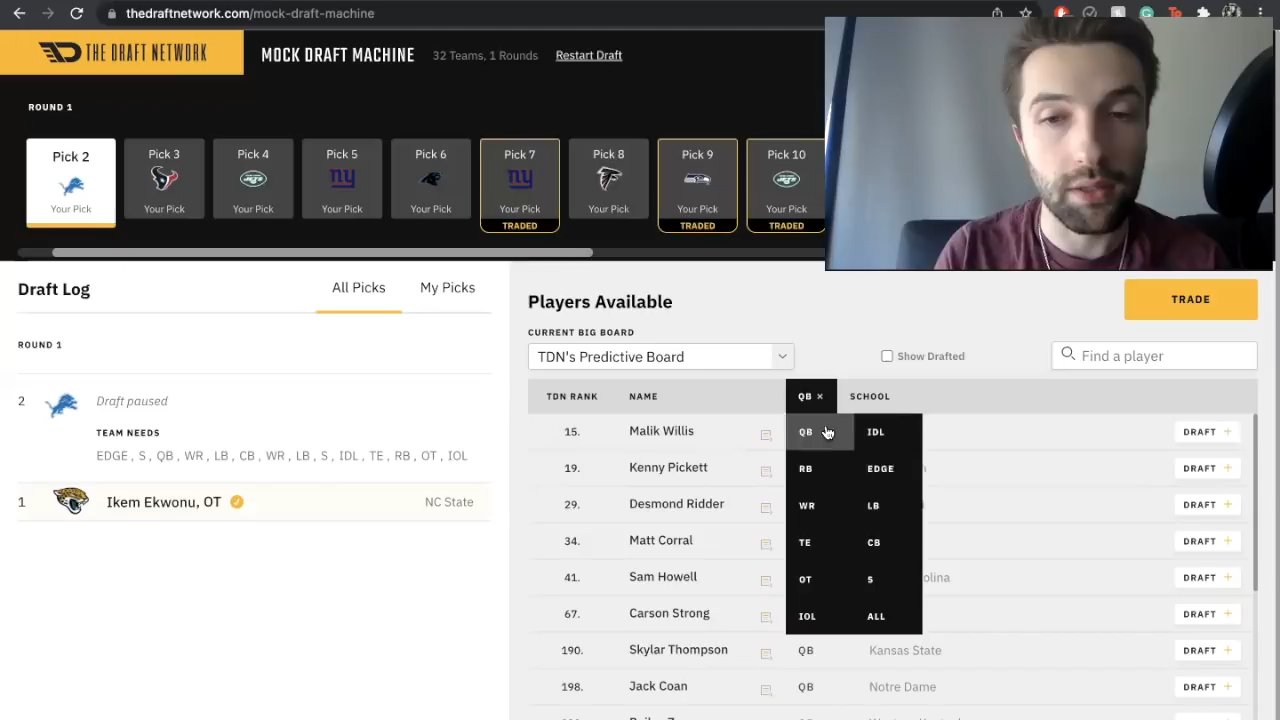 thedraftnetwork.com/mock-draft-machine
THE DRAFT NETWORK
MOCK DRAFT MACHINE
32 Teams, 1 Rounds
Restart Draft
ROUND 1
Pick 2
Your Pick
Pick 3
Your Pick
Pick 4
Your Pick
Pick 5
ny
Your Pick
Pick 6
Your Pick
Pick 7
ny
Your Pick
TRADED
Pick 8
Your Pick
Pick 9
Your Pick
TRADED
Pick 10
Your Pick
TRADED
Draft Log
All Picks
My Picks
ROUND 1
2
Draft paused
TEAM NEEDS
EDGE , S , QB , WR , LB , CB , WR , LB , S , IDL , TE , RB , OT , IOL
1
Ikem Ekwonu, OT
NC State
Players Available
TRADE
CURRENT BIG BOARD
TDN's Predictive Board
Show Drafted
Find a player
TDN RANK
NAME
QB ×
SCHOOL
15.
Malik Willis
DRAFT +
19.
Kenny Pickett
DRAFT +
29.
Desmond Ridder
DRAFT +
34.
Matt Corral
DRAFT +
41.
Sam Howell
olina
DRAFT +
67.
Carson Strong
DRAFT +
190.
Skylar Thompson
QB
Kansas State
DRAFT +
198.
Jack Coan
QB
Notre Dame
DRAFT +
QB
IDL
RB
EDGE
WR
LB
TE
CB
OT
S
IOL
ALL